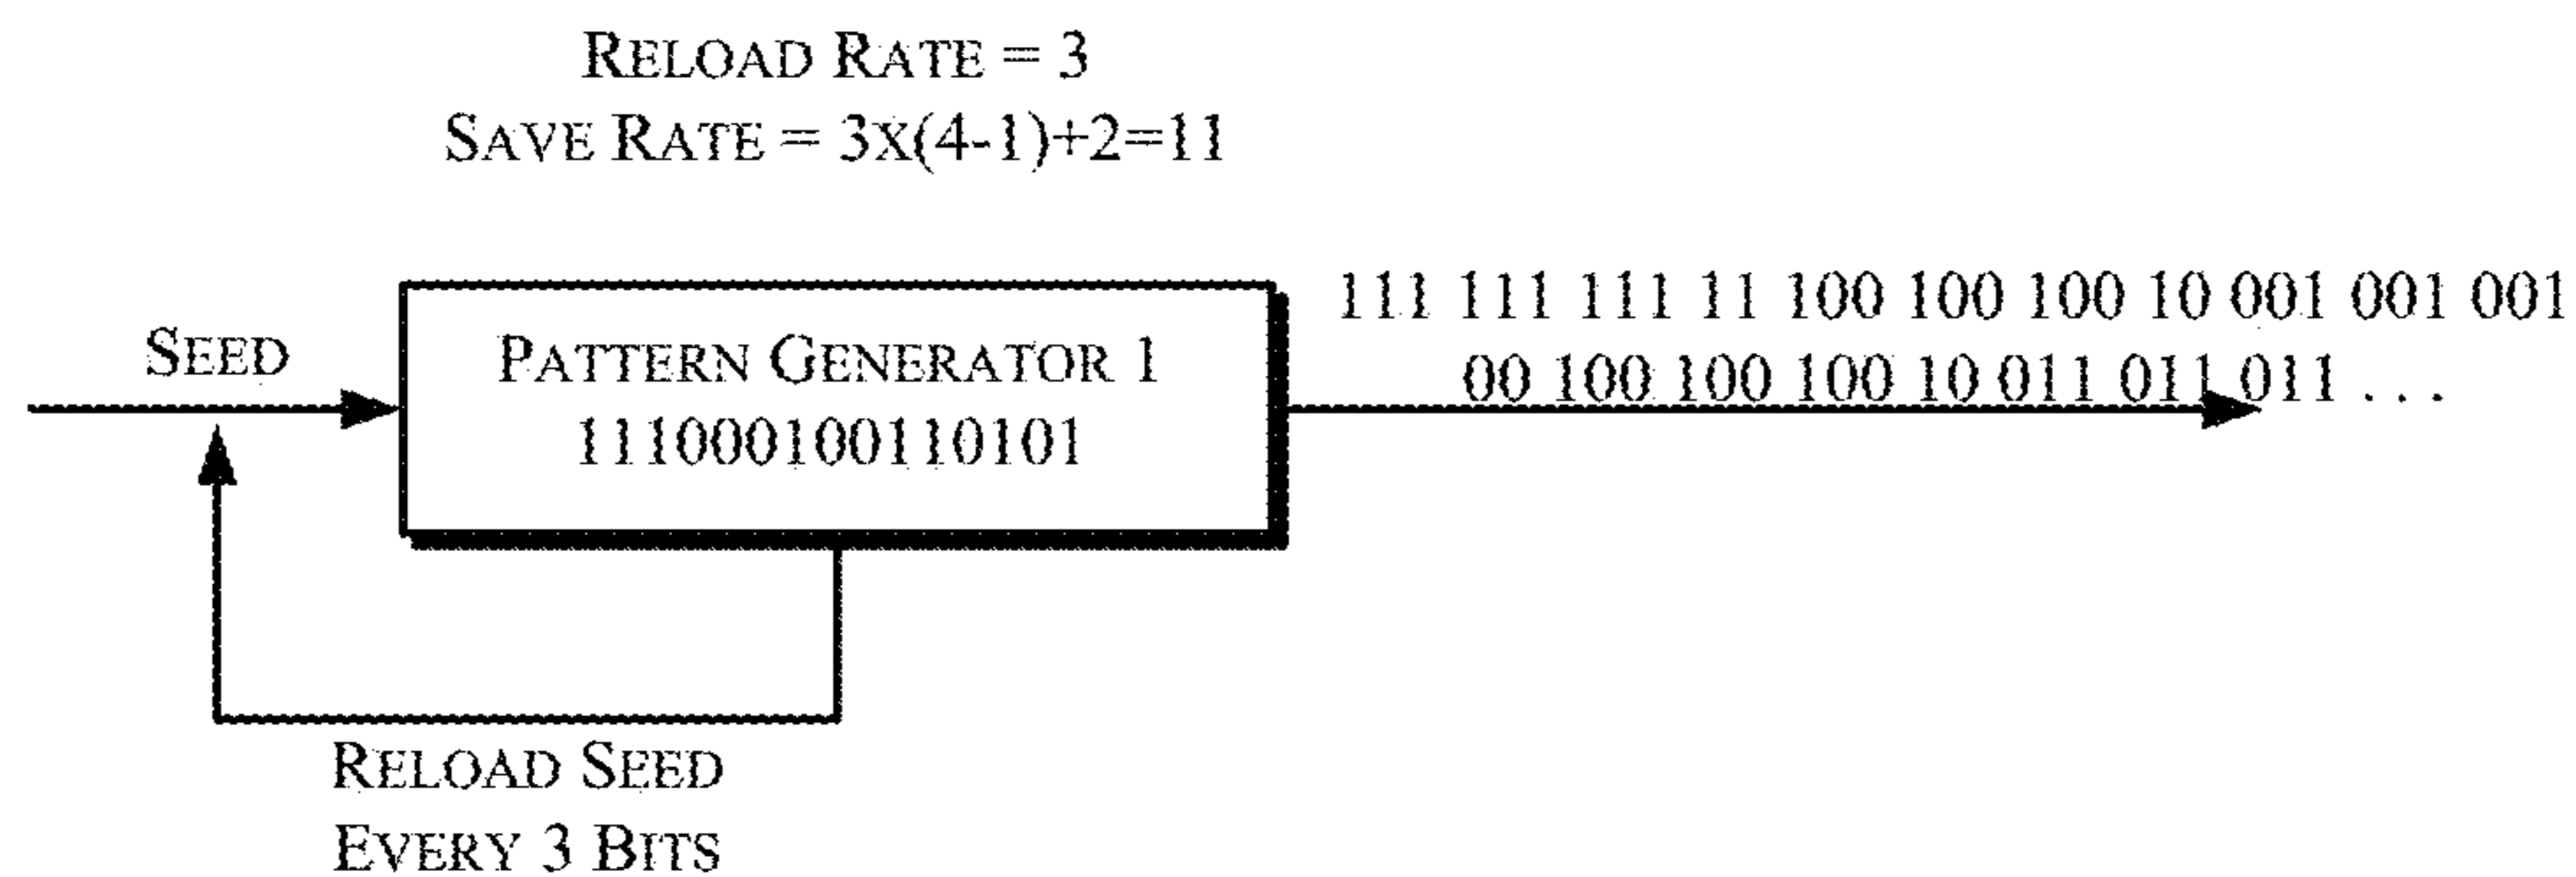 RELOAD RATE = 3
SAVE RATE = 3X(4-1)+2=11
111 111 111 11 100 100 100 10 001 001 001
00 100 100 100 10 011 011 011 . . .
SEED
PATTERN GENERATOR 1
111000100110101
RELOAD SEED
EVERY 3 BITS